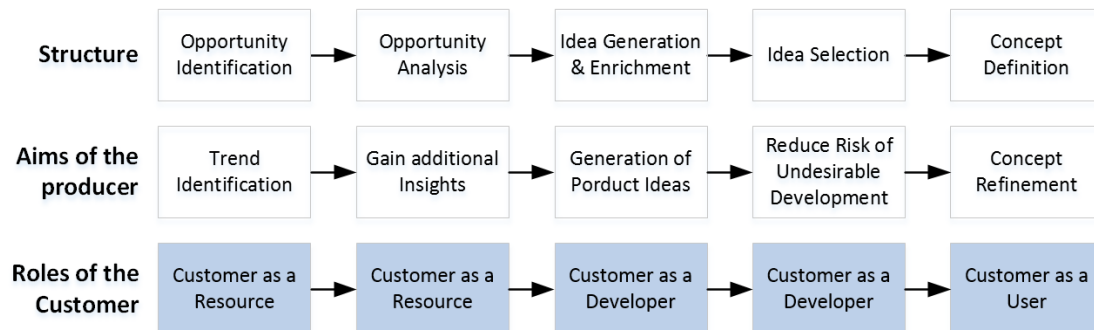 Structure
Opportunity
Identification
Opportunity
Analysis
Idea Generation
& Enrichment
Idea Selection
Concept
Definition
Aims of the
producer
Trend
Identification
Gain additional
Insights
Generation of
Porduct Ideas
Reduce Risk of
Undesirable
Development
Concept
Refinement
Roles of the
Customer
Customer as a
Resource
Customer as a
Resource
Customer as a
Developer
Customer as a
Developer
Customer as a
User